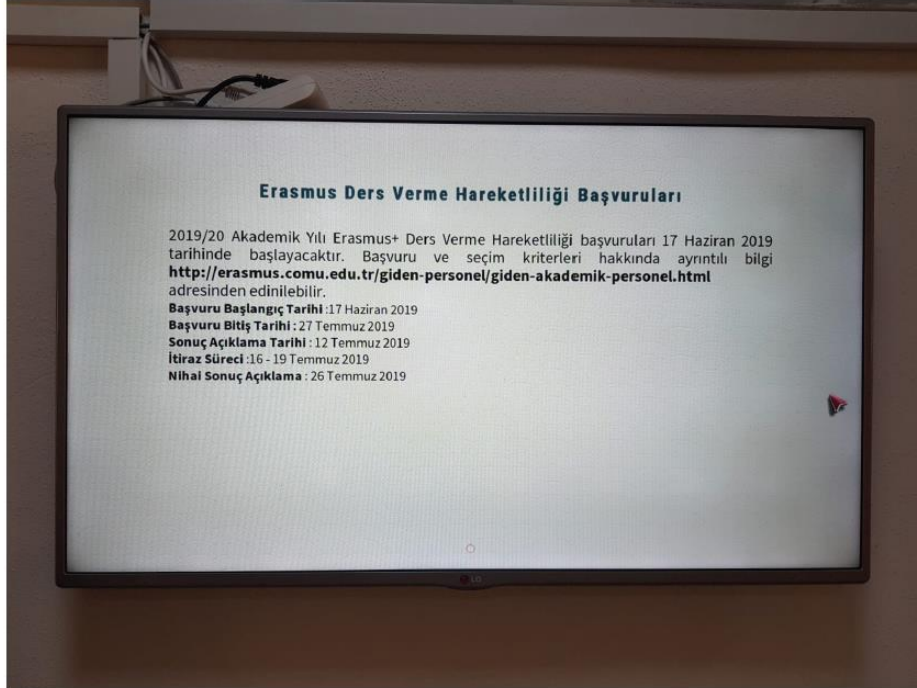 Erasmus Ders Verme Hareketliliği Başvuruları
2019/20 Akademik Yılı Erasmus+ Ders Verme Hareketliliği başvuruları 17 Haziran 2019
tarihinde başlayacaktır. Başvuru ve seçim kriterleri hakkında ayrıntılı bilgi
http://erasmus.comu.edu.tr/giden-personel/giden-akademik-personel.html
adresinden edinilebilir.
Başvuru Başlangıç Tarihi :17 Haziran 2019
Başvuru Bitiş Tarihi : 27 Temmuz 2019
Sonuç Açıklama Tarihi : 12 Temmuz 2019
İtiraz Süreci :16 - 19 Temmuz 2019
Nihai Sonuç Açıklama : 26 Temmuz 2019
LG